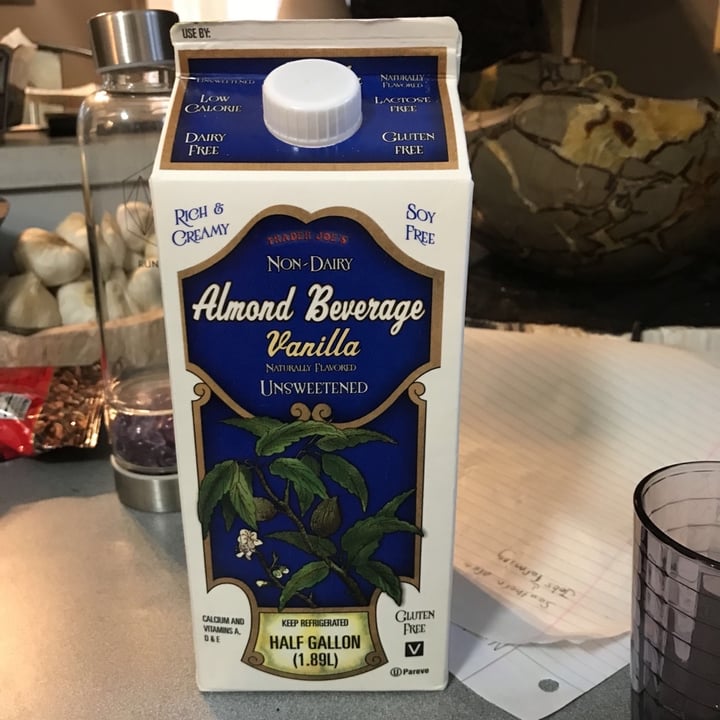 USE BY:
UNSWEETENED
NATURALLY
FLAVORED
LOW
CALORIE
LACTOSE
FREE
DAIRY
FREE
GLUTEN
FREE
RICH &
CREAMY
SOY
FREE
TRADER JOE'S
NON-DAIRY
Almond Beverage
Vanilla
NATURALLY FLAVORED
UNSWEETENED
CALCIUM AND
VITAMINS A,
D & E
KEEP REFRIGERATED
HALF GALLON
(1.89L)
GLUTEN
FREE
V
U Pareve